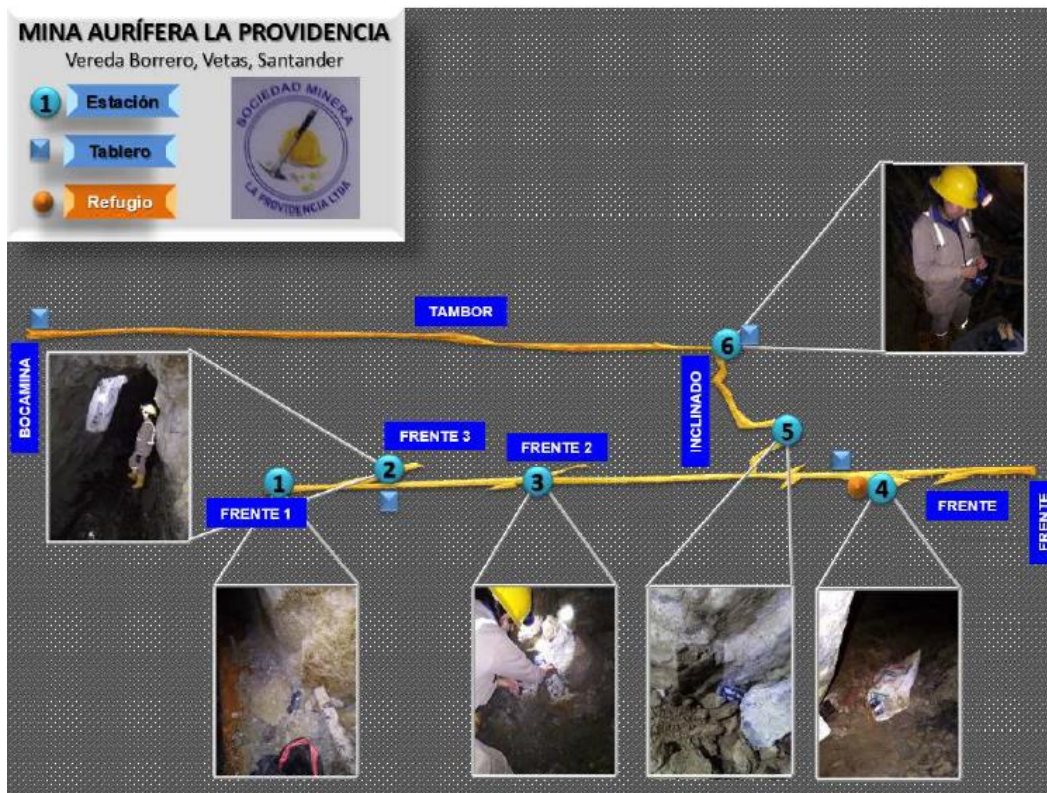 MINA AURÍFERA LA PROVIDENCIA
Vereda Borrero, Vetas, Santander
1 Estación
Tablero
Refugio
SOCIEDAD MINERA
LA PROVIDENCIA LTDA
TAMBOR
6
BOCAMINA
INCLINADO
5
FRENTE 3
2
FRENTE 2
1
3
4
FRENTE 1
FRENTE
FRENTE